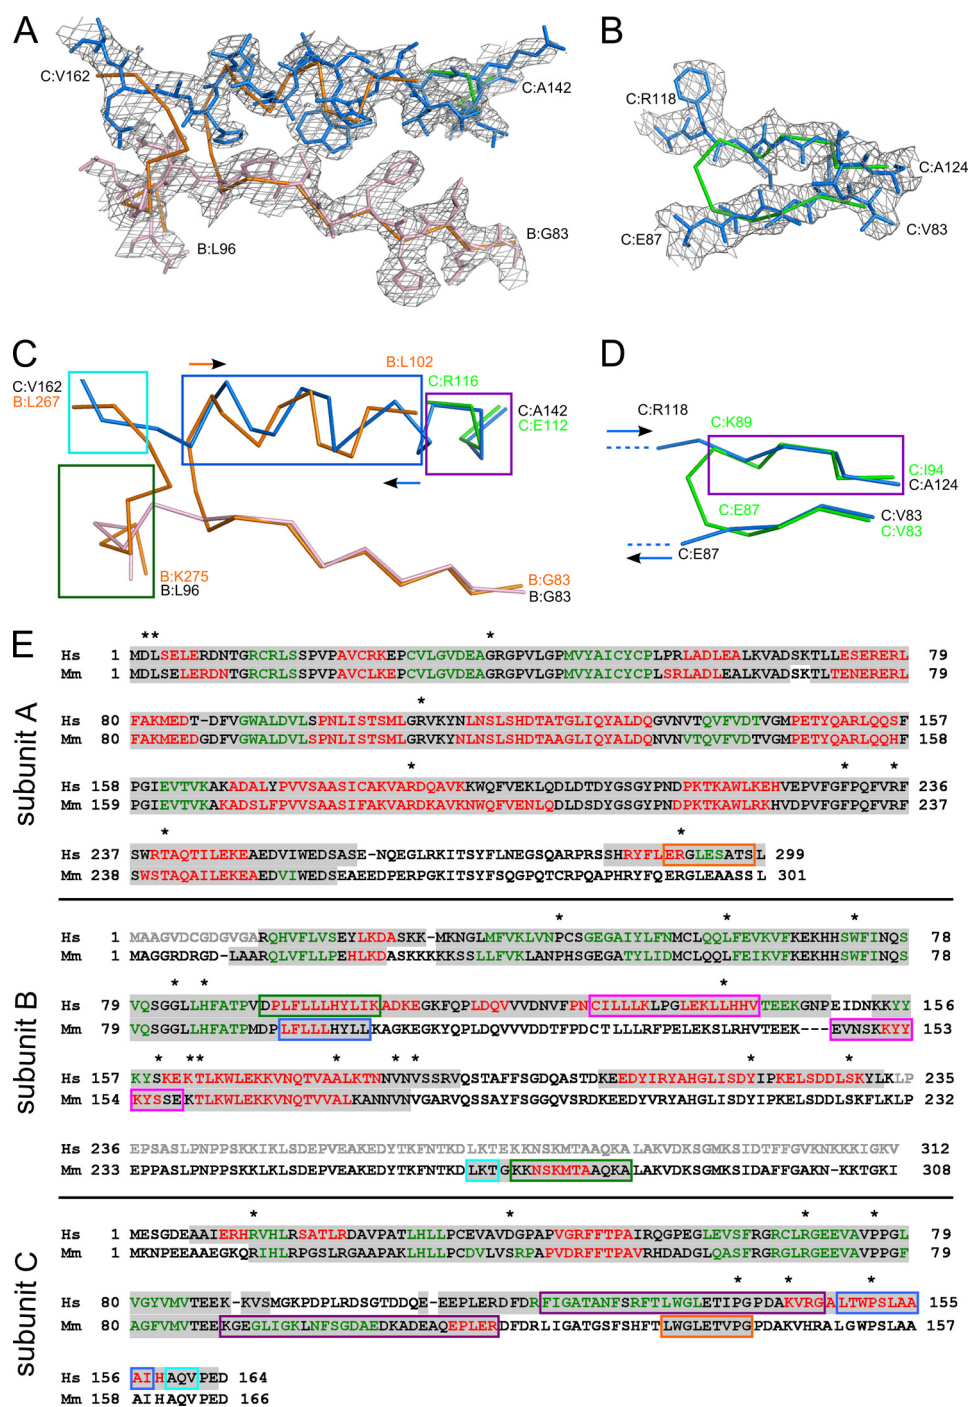 A
B
C:V162
C:A142
C:R118
C:A124
B:L96
B:G83
C:E87
C:V83
C
D
B:L102
C:V162
B:L267
C:R116
C:A142
C:E112
C:R118
C:K89
C:I94
C:A124
C:E87
C:V83
C:V83
C:E87
B:K275
B:L96
B:G83
B:G83
E
subunit A
** *
Hs 1 MDLSELERDNTGRCRLSSPVPAVCRKEPCVLGVDEAGRGPVLGPMVYAICYCPLPRLADLEALKVADSKTLLESERERL 79
Mm 1 MDLSELERDNTGRCRLSSPVPAVCLKEPCVLGVDEAGRGPVLGPMVYAICYCPLSRLADLEALKVADSKTLTENERERL 79
*
Hs 80 FAKMEDT-DFVGWALDVLSPNLISTSMLGRVKYNLNSLSHDTATGLIQYALDQGVNVTQVFVDTVGMPETYQARLQQSF 157
Mm 80 FAKMEEDGDFVGWALDVLSPNLISTSMLGRVKYNLNSLSHDTAAGLIQYALDQNVNVTQVFVDTVGMPETYQARLQQHF 158
* * *
Hs 158 PGIEVTVKAKADALYPVVSAASICAKVARDQAVKKWQFVEKLQDLDTDYGSGYPNDPKTKAWLKEHVEPVFGFPQFVRF 236
Mm 159 PGIEVTVKAKADSLFPVVSAASIFAKVARDKAVKNWQFVENLQDLDSDYGSGYPNDPKTKAWLRKHVDPVFGFPQFVRF 237
* *
Hs 237 SWRTAQTILEKEAEDVIWEDSASE-NQEGLRKITSYFLNEGSQARPRSSHRYFLERGLESATSL 299
Mm 238 SWSTAQAILEKEAEDVIWEDSEAEEDPERPGKITSYFSQGPQTCRPQAPHRYFQERGLEAASSL 301
subunit B
* * *
Hs 1 MAAGVDCGDGVGARQHVFLVSEYLKDASKK-MKNGLMFVKLVNPCSGEGAIYLFNMCLQQLFEVKVFKEKHHSWFINQS 78
Mm 1 MAGGRDRGD-LAARQLVFLLPEHLKDASKKKKKSSLLFVKLANPHSGEGATYLIDMCLQQLFEIKVFKEKHHSWFINQS 78
* * *
Hs 79 VQSGGLLHFATPVDPLFLLLHYLIKADKEGKFQPLDQVVVDNVFPNCILLLKLPGLEKLLHHVTEEKGNPEIDNKKYY 156
Mm 79 VQSGGLLHFATPMDPLFLLLHYLLKAGKEGKYQPLDQVVVDDTFPDCTLLLRFPELEKSLRHVTEEK---EVNSKKYY 153
* ** * * * * *
Hs 157 KYSKEKTLKWLEKKVNQTVAALKTNNVNVSSRVQSTAFFSGDQASTDKEEDYIRYAHGLISDYIPKELSDDLSKYLKLP 235
Mm 154 KYSSEKTLKWLEKKVNQTVVALKANNVNVGARVQSSAYFSGGQVSRDKEEDYVRYAHGLISDYIPKELSDDLSKFLKLP 232
Hs 236 EPSASLPNPPSKKIKLSDEPVEAKEDYTKFNTKDLKTEKKNSKMTAAQKALAKVDKSGMKSIDTFFGVKNKKKIGKV 312
Mm 233 EPPASLPNPPSKKLKLSDEPVEAKEDYTKFNTKDLKTGKKNSKMTAAQKALAKVDKSGMKSIDAFFGAKN-KKTGKI 308
subunit C
* * * *
Hs 1 MESGDEAAIERHRVHLRSATLRDAVPATLHLLPCEVAVDGPAPVGRFFTPAIRQGPEGLEVSFRGRCLRGEEVAVPPGL 79
Mm 1 MKNPEEAAEGKQRIHLRPGSLRGAAPAKLHLLPCDVLVSRPAPVDRFFTPAVRHDADGLQASFRGRGLRGEEVAVPPGF 79
* * *
Hs 80 VGYVMVTEEK-KVSMGKPDPLRDSGTDDQE-EEPLERDFDRFIGATANFSRFTLWGLETIPGPDAKVRGALTWPSLAA 155
Mm 80 AGFVMVTEEKGEGLIGKLNFSGDAEDKADEAQEPLERDFDRLIGATGSFSHFTLWGLETVPGPDAKVHRALGWPSLAA 157
Hs 156 AIHAQVPED 164
Mm 158 AIHAQVPED 166